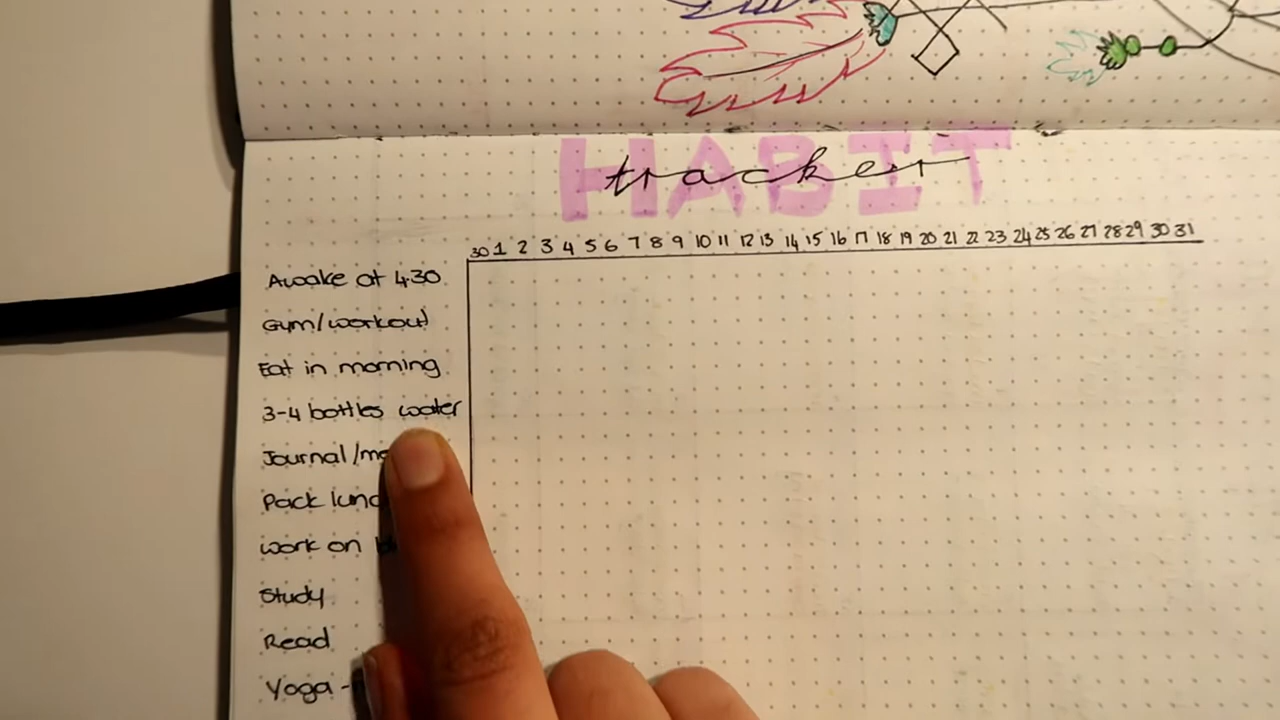 HABIT
tracker
30 1 2 3 4 5 6 7 8 9 10 11 12 13 14 15 16 17 18 19 20 21 22 23 24 25 26 27 28 29 30 31
Awake at 4:30
Gym/workout
Eat in morning
3-4 bottles water
Journal/
Pack
work on
Study
Read
Yoga -